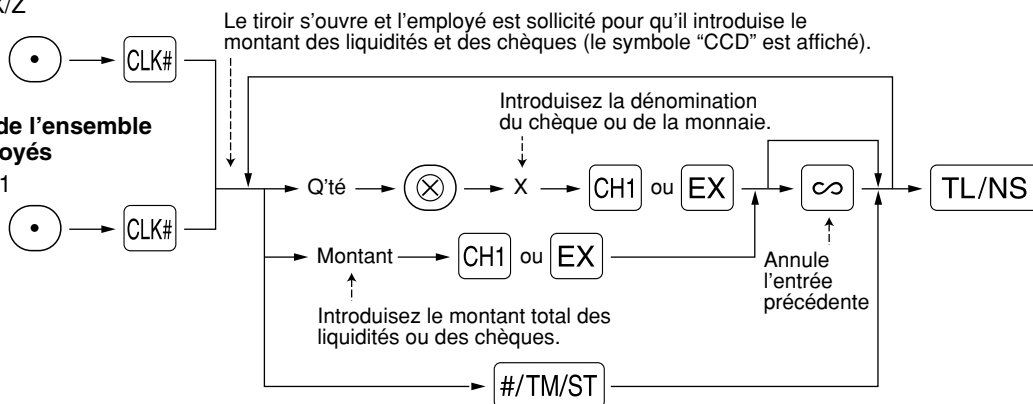 X/Z
Le tiroir s’ouvre et l’employé est sollicité pour qu’il introduise le
montant des liquidités et des chèques (le symbole “CCD” est affiché).
• CLK#
Introduisez la dénomination
du chèque ou de la monnaie.
de l’ensemble
1
Q’té ⊗ X CH1 ou EX ∞ TL/NS
• CLK#
Montant CH1 ou EX
Annule
l’entrée
précédente
Introduisez le montant total des
liquidités ou des chèques.
#/TM/ST